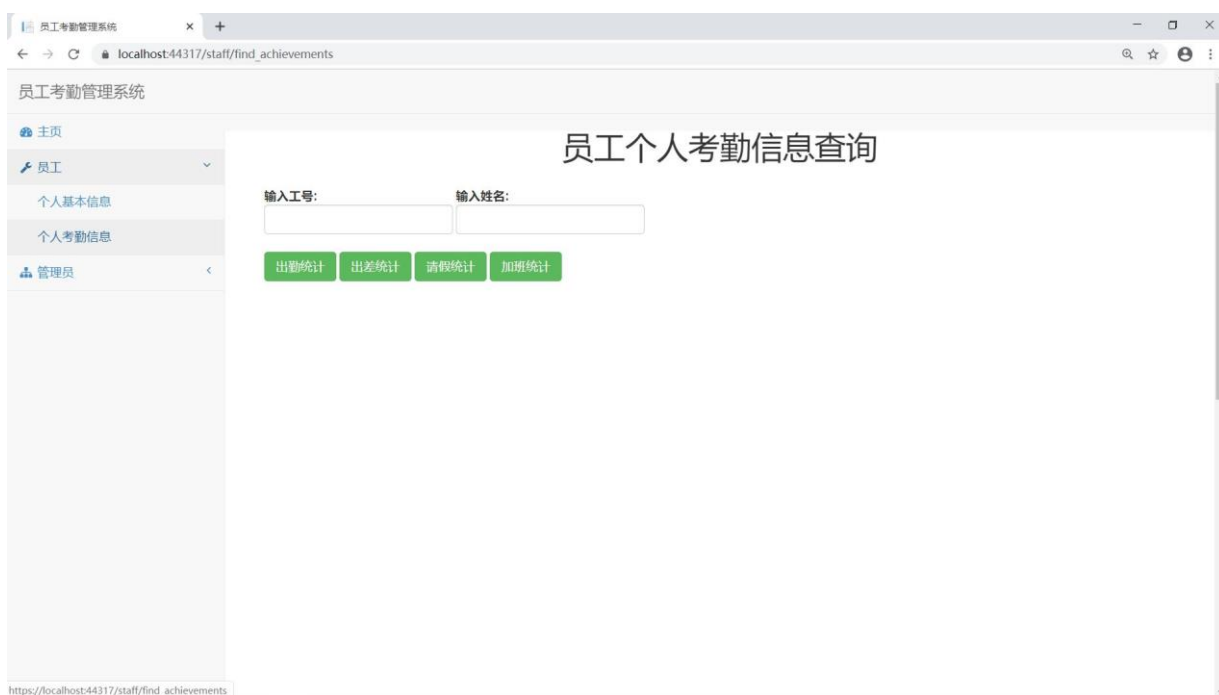 员工考勤管理系统
localhost:44317/staff/find_achievements
员工考勤管理系统
主页
员工
个人基本信息
个人考勤信息
管理员
员工个人考勤信息查询
输入工号: 输入姓名:
出勤统计 出差统计 请假统计 加班统计
https://localhost:44317/staff/find_achievements